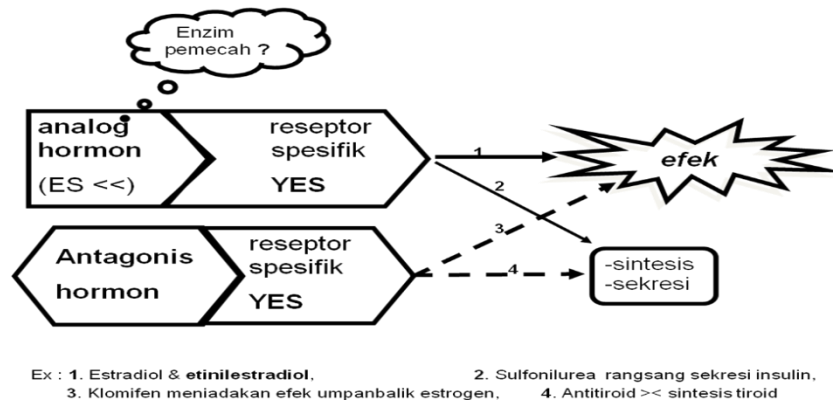 Enzim
pemecah ?
analog
hormon
(ES <<)
reseptor
spesifik
YES
1
efek
2
3
Antagonis
hormon
reseptor
spesifik
YES
4
-sintesis
-sekresi
Ex : 1. Estradiol & etinilestradiol, 2. Sulfonilurea rangsang sekresi insulin,
3. Klomifen meniadakan efek umpanbalik estrogen, 4. Antitiroid >< sintesis tiroid